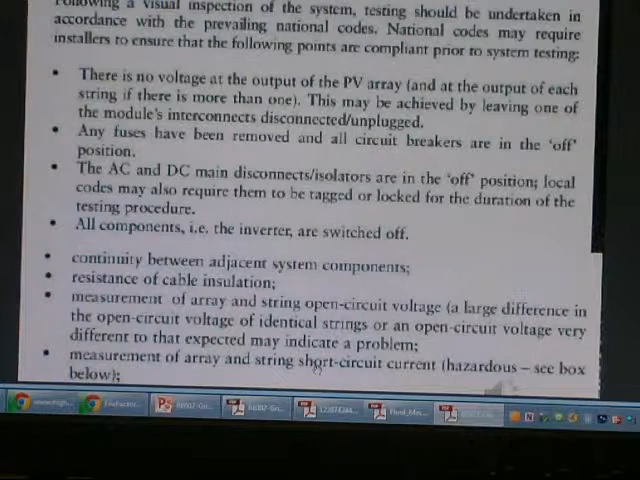 Following a visual inspection of the system, testing should be undertaken in
accordance with the prevailing national codes. National codes may require
installers to ensure that the following points are compliant prior to system testing:
• There is no voltage at the output of the PV array (and at the output of each
string if there is more than one). This may be achieved by leaving one of
the module's interconnects disconnected/unplugged.
• Any fuses have been removed and all circuit breakers are in the 'off'
position.
• The AC and DC main disconnects/isolators are in the 'off' position; local
codes may also require them to be tagged or locked for the duration of the
testing procedure.
• All components, i.e. the inverter, are switched off.
• continuity between adjacent system components;
• resistance of cable insulation;
• measurement of array and string open-circuit voltage (a large difference in
the open-circuit voltage of identical strings or an open-circuit voltage very
different to that expected may indicate a problem;
• measurement of array and string short-circuit current (hazardous – see box
below);